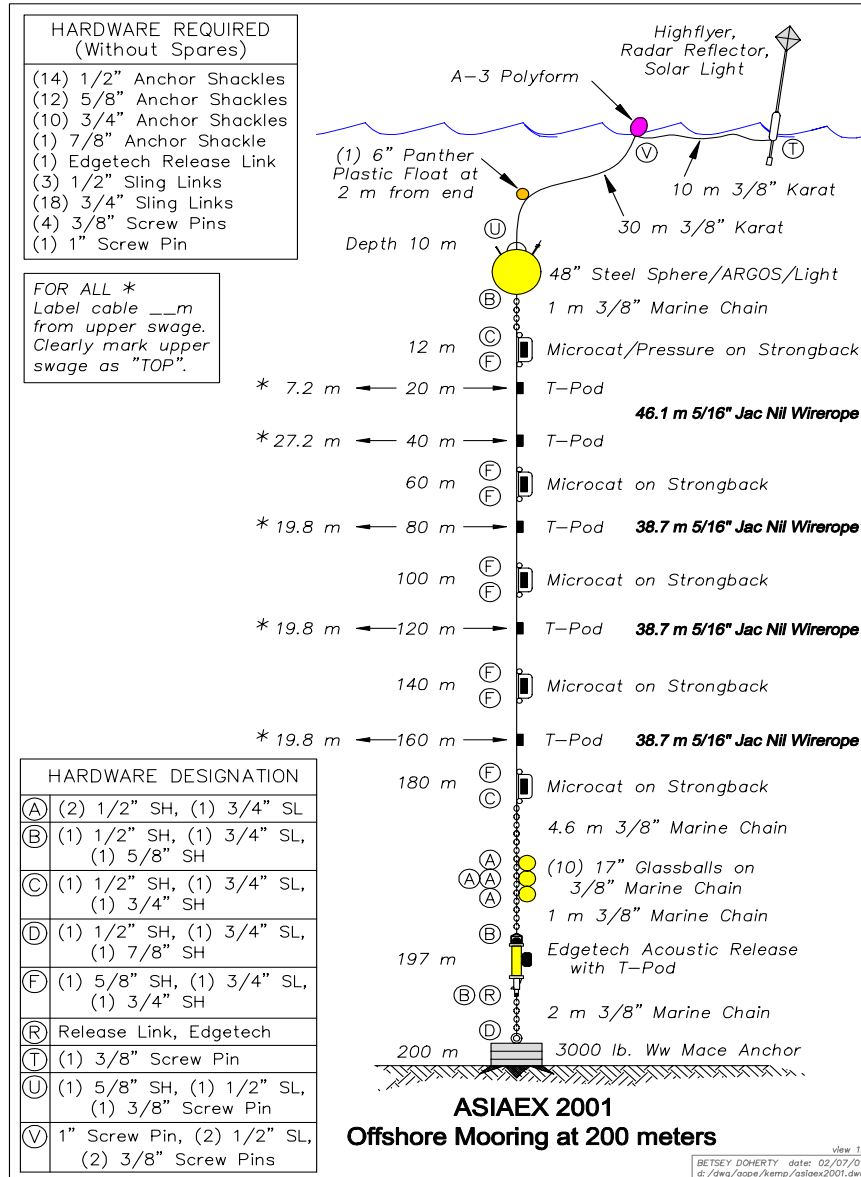 HARDWARE REQUIRED
(Without Spares)
(14) 1/2" Anchor Shackles
(12) 5/8" Anchor Shackles
(10) 3/4" Anchor Shackles
(1) 7/8" Anchor Shackle
(1) Edgetech Release Link
(3) 1/2" Sling Links
(18) 3/4" Sling Links
(4) 3/8" Screw Pins
(1) 1" Screw Pin
FOR ALL *
Label cable __m
from upper swage.
Clearly mark upper
swage as "TOP".
Highflyer,
Radar Reflector,
Solar Light
A-3 Polyform
V
T
(1) 6" Panther
Plastic Float at
2 m from end
10 m 3/8" Karat
30 m 3/8" Karat
U
Depth 10 m
48" Steel Sphere/ARGOS/Light
B
1 m 3/8" Marine Chain
C
12 m
Microcat/Pressure on Strongback
F
* 7.2 m
20 m
T-Pod
46.1 m 5/16" Jac Nil Wirerope
* 27.2 m
40 m
T-Pod
F
60 m
Microcat on Strongback
F
* 19.8 m
80 m
T-Pod
38.7 m 5/16" Jac Nil Wirerope
F
100 m
Microcat on Strongback
F
* 19.8 m
120 m
T-Pod
38.7 m 5/16" Jac Nil Wirerope
F
140 m
Microcat on Strongback
F
* 19.8 m
160 m
T-Pod
38.7 m 5/16" Jac Nil Wirerope
F
180 m
Microcat on Strongback
C
4.6 m 3/8" Marine Chain
A
A A
A
(10) 17" Glassballs on
3/8" Marine Chain
1 m 3/8" Marine Chain
B
197 m
Edgetech Acoustic Release
with T-Pod
B R
2 m 3/8" Marine Chain
D
200 m
3000 lb. Ww Mace Anchor
HARDWARE DESIGNATION
A (2) 1/2" SH, (1) 3/4" SL
B (1) 1/2" SH, (1) 3/4" SL,
(1) 5/8" SH
C (1) 1/2" SH, (1) 3/4" SL,
(1) 3/4" SH
D (1) 1/2" SH, (1) 3/4" SL,
(1) 7/8" SH
F (1) 5/8" SH, (1) 3/4" SL,
(1) 3/4" SH
R Release Link, Edgetech
T (1) 3/8" Screw Pin
U (1) 5/8" SH, (1) 1/2" SL,
(1) 3/8" Screw Pin
V 1" Screw Pin, (2) 1/2" SL,
(2) 3/8" Screw Pins
ASIAEX 2001
Offshore Mooring at 200 meters
view
BETSEY DOHERTY date: